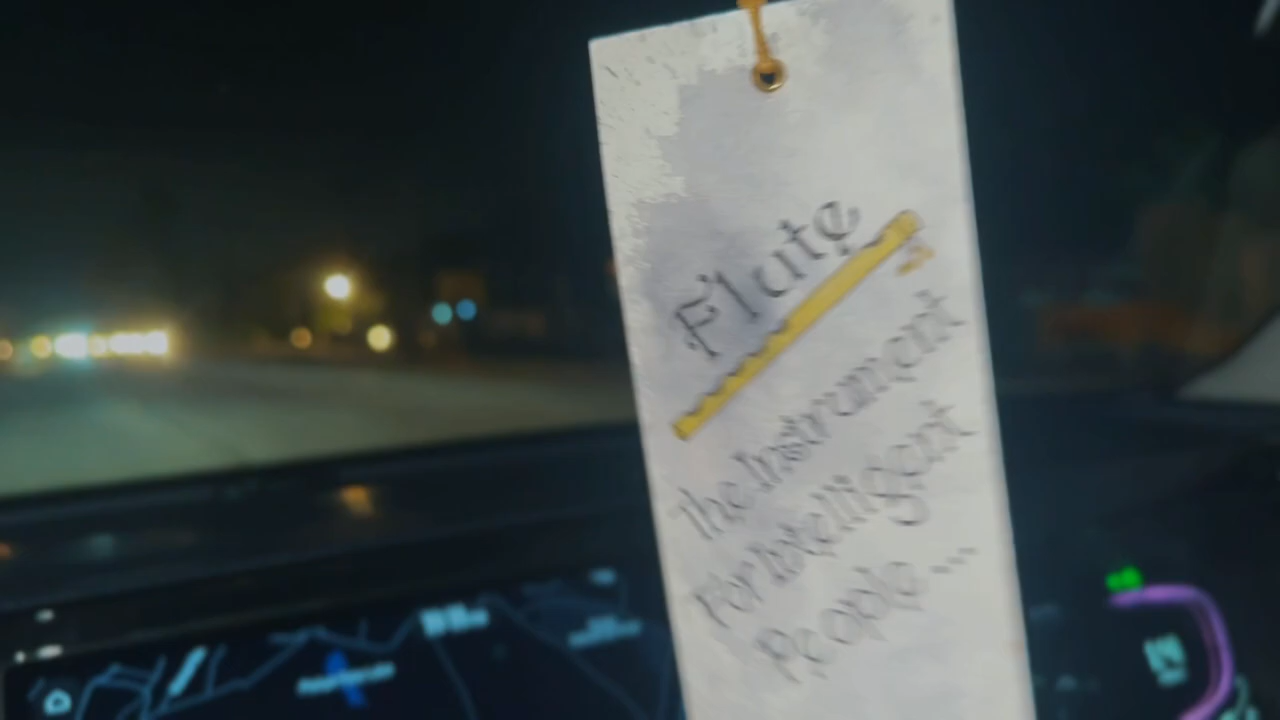 Flute
The Instrument
For Intelligent
People ...